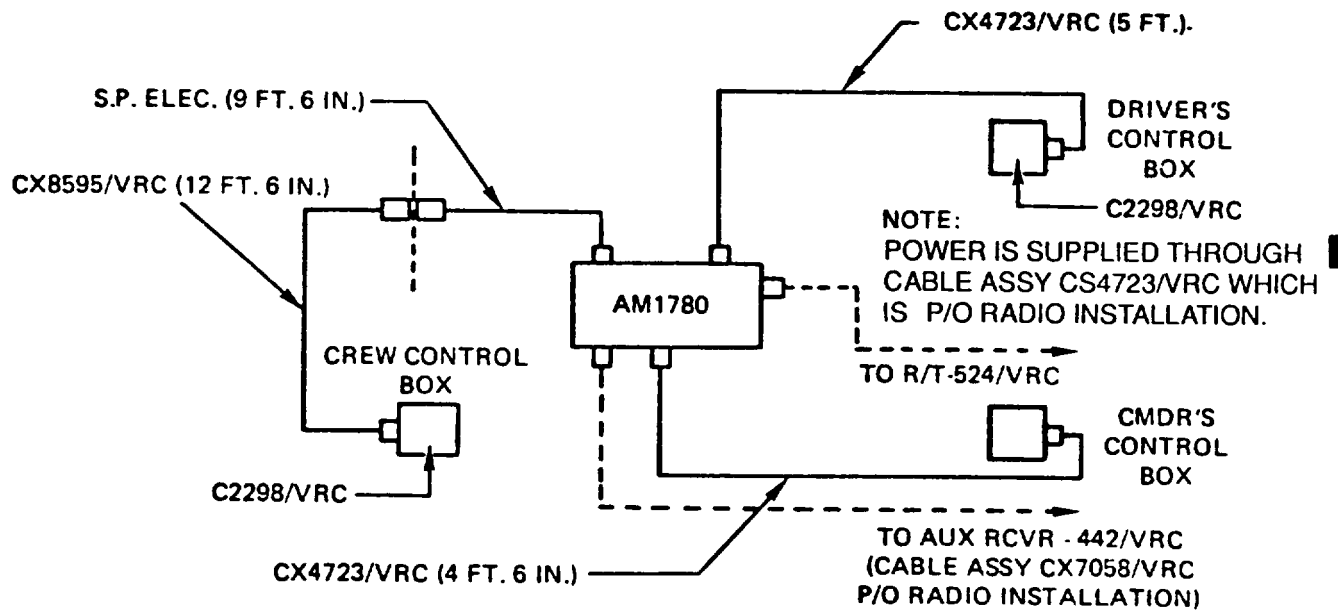 CX4723/VRC (5 FT.).
S.P. ELEC. (9 FT. 6 IN.)
CX8595/VRC (12 FT. 6 IN.)
DRIVER'S
CONTROL
BOX
C2298/VRC
NOTE:
POWER IS SUPPLIED THROUGH
CABLE ASSY CS4723/VRC WHICH
IS P/O RADIO INSTALLATION.
AM1780
TO R/T-524/VRC
CREW CONTROL
BOX
C2298/VRC
CMDR'S
CONTROL
BOX
TO AUX RCVR - 442/VRC
(CABLE ASSY CX7058/VRC
P/O RADIO INSTALLATION)
CX4723/VRC (4 FT. 6 IN.)